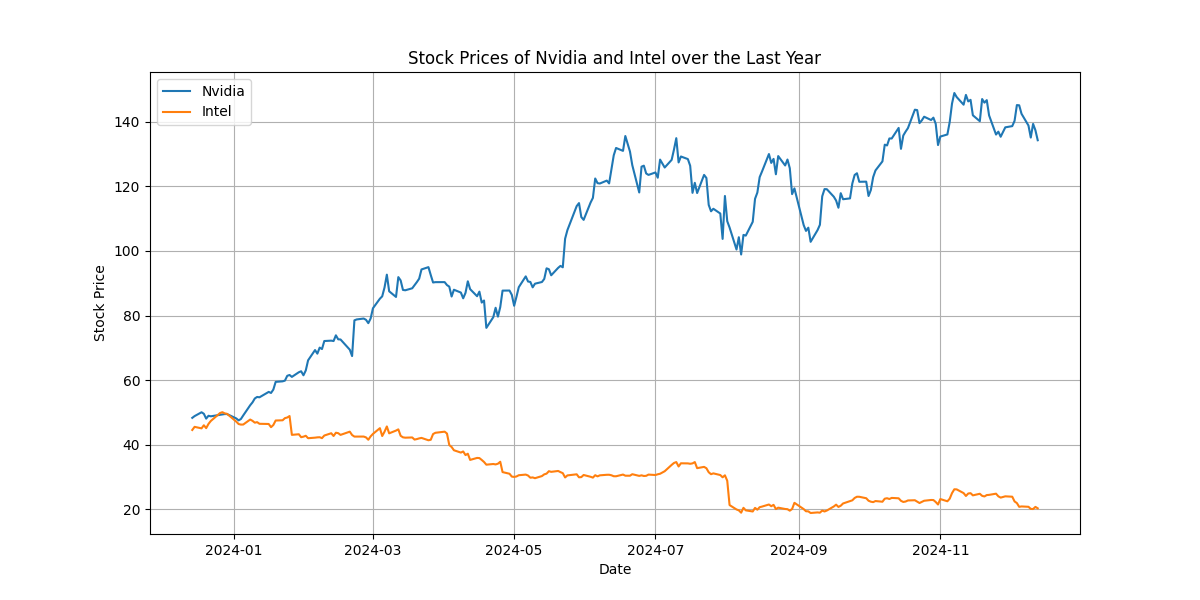 Stock Prices of Nvidia and Intel over the Last Year
Nvidia
Intel
Stock Price
140
120
100
80
60
40
20
2024-01 2024-03 2024-05 2024-07 2024-09 2024-11
Date